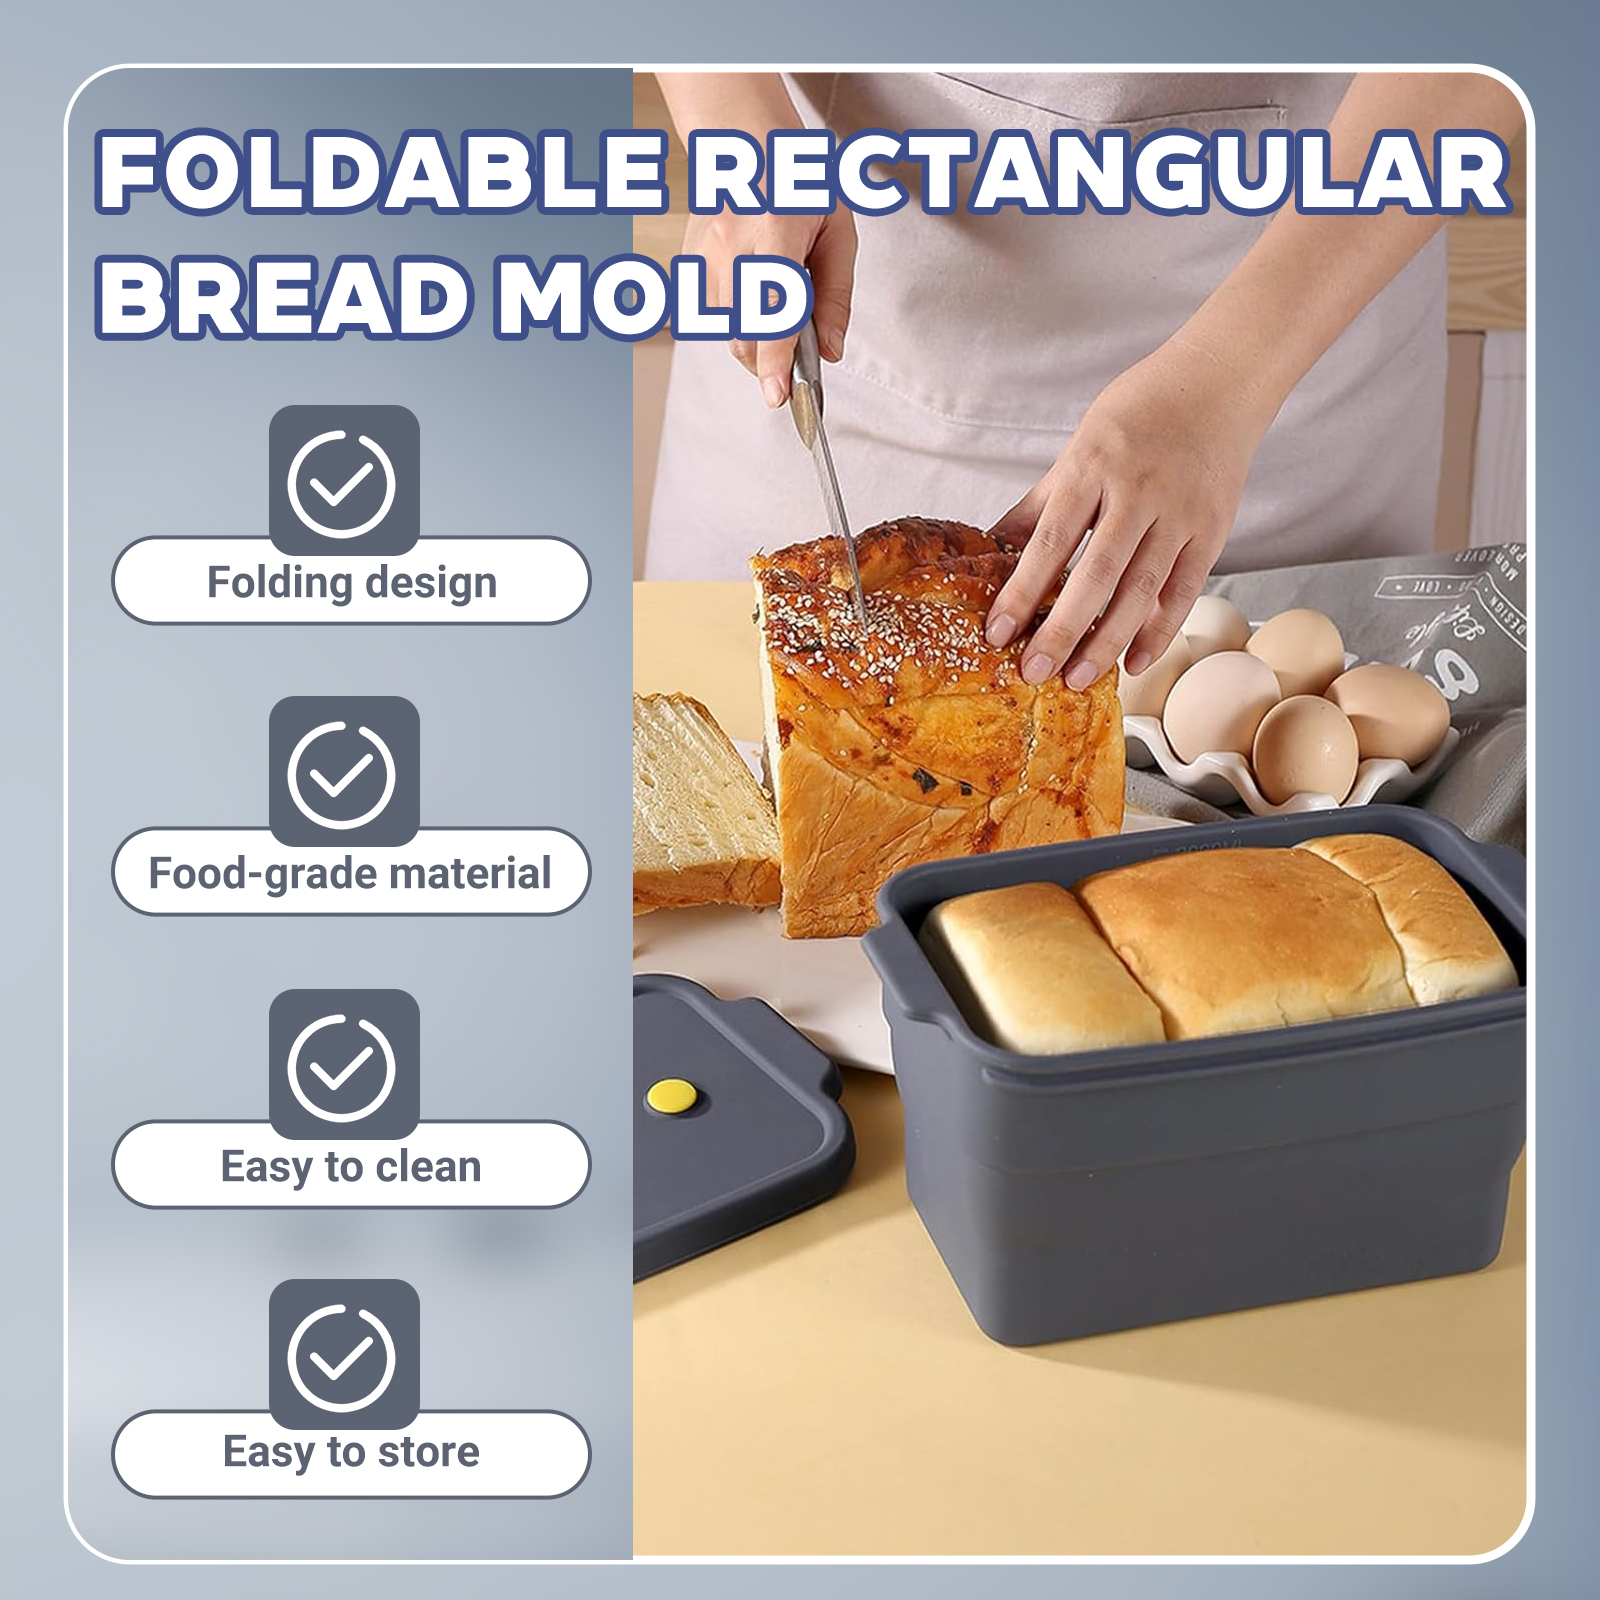 FOLDABLE RECTANGULAR
BREAD MOLD
Folding design
Food-grade material
Easy to clean
Easy to store